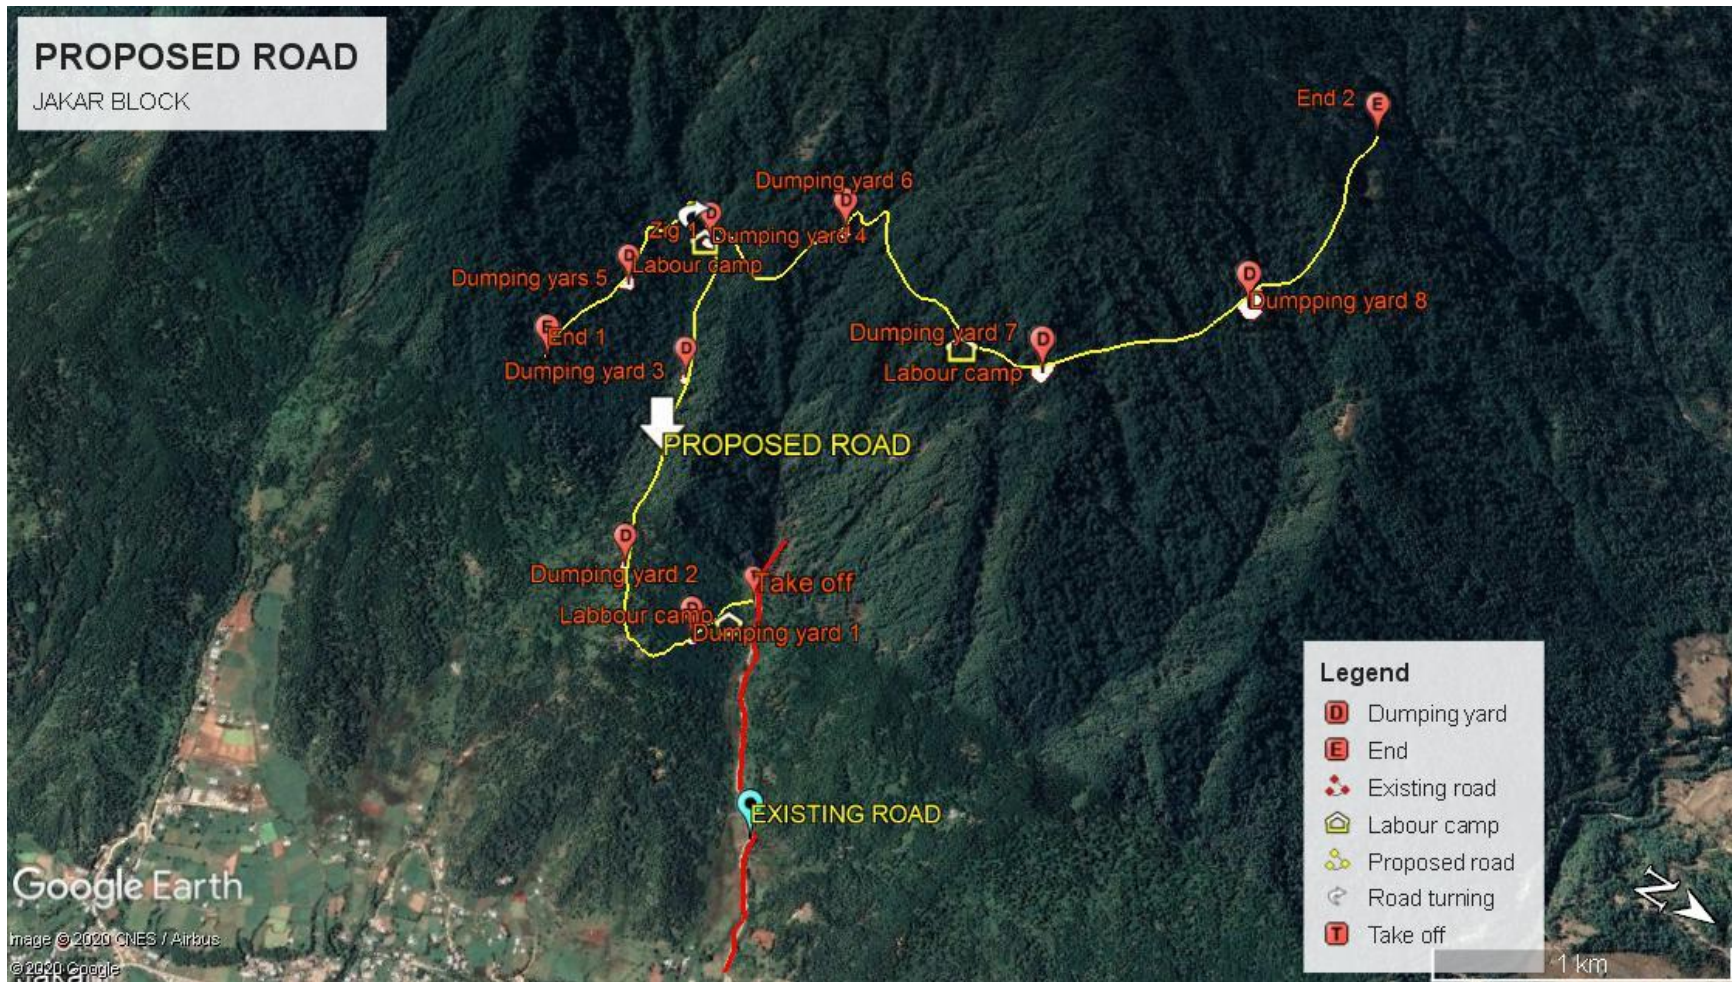 PROPOSED ROAD
JAKAR BLOCK
End 2
E
Dumping yard 6
D
D
Zig 1
Dumping yard 4
D
Labour camp
Dumping yars 5
D
Dumppping yard 8
E
End 1
Dumping yard 7
D
Dumping yard 3
D
Labour camp
PROPOSED ROAD
D
Dumping yard 2
Take off
Labbour camp
D
Dumping yard 1
EXISTING ROAD
Legend
D Dumping yard
E End
Existing road
Labour camp
Proposed road
Road turning
T Take off
N
1 km
Google Earth
Image © 2020 CNES / Airbus
© 2020 Google
Jakar